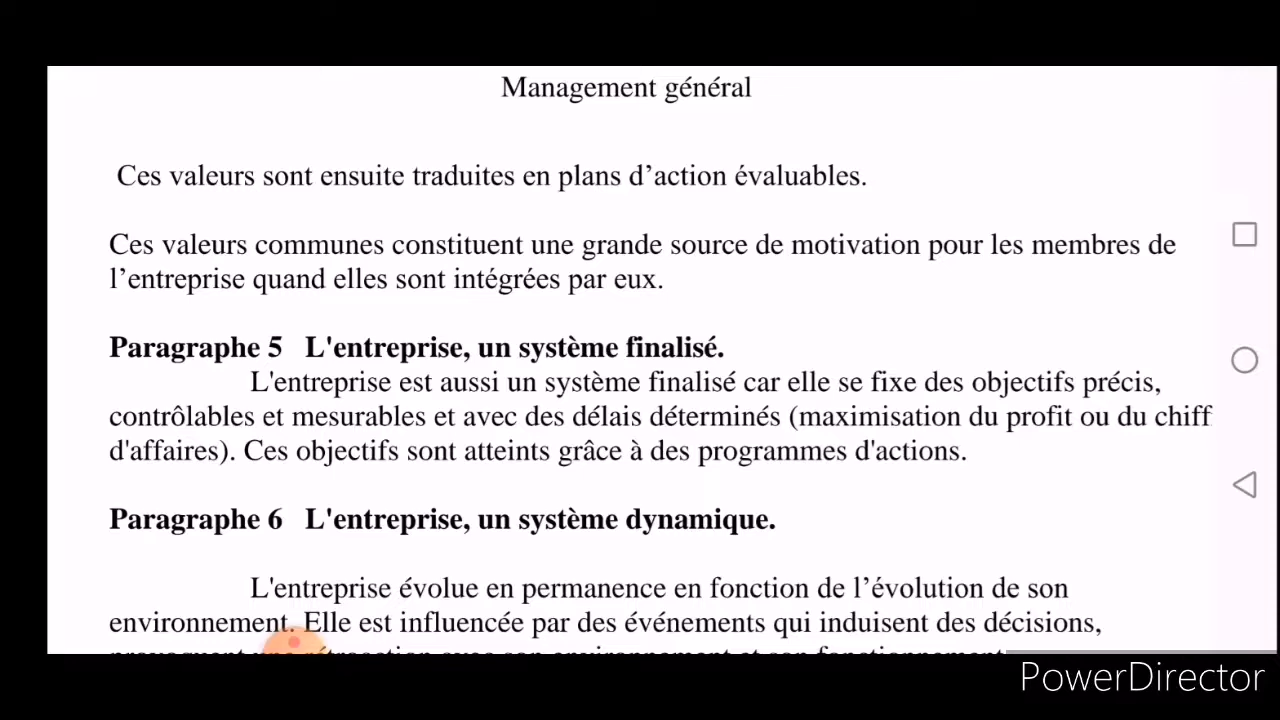 Management général
Ces valeurs sont ensuite traduites en plans d’action évaluables.
Ces valeurs communes constituent une grande source de motivation pour les membres de
l’entreprise quand elles sont intégrées par eux.
Paragraphe 5 L'entreprise, un système finalisé.
L'entreprise est aussi un système finalisé car elle se fixe des objectifs précis,
contrôlables et mesurables et avec des délais déterminés (maximisation du profit ou du chiff
d'affaires). Ces objectifs sont atteints grâce à des programmes d'actions.
Paragraphe 6 L'entreprise, un système dynamique.
L'entreprise évolue en permanence en fonction de l’évolution de son
environnement. Elle est influencée par des événements qui induisent des décisions,
PowerDirector